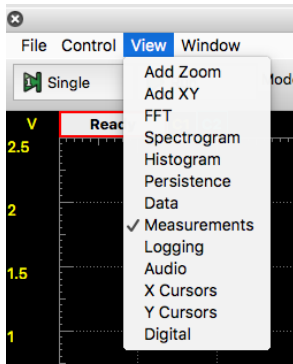 File Control View Window
Single
Add Zoom
Add XY
FFT
Spectrogram
Histogram
Persistence
Data
✓ Measurements
Logging
Audio
X Cursors
Y Cursors
Digital
V
2.5
2
1.5
1